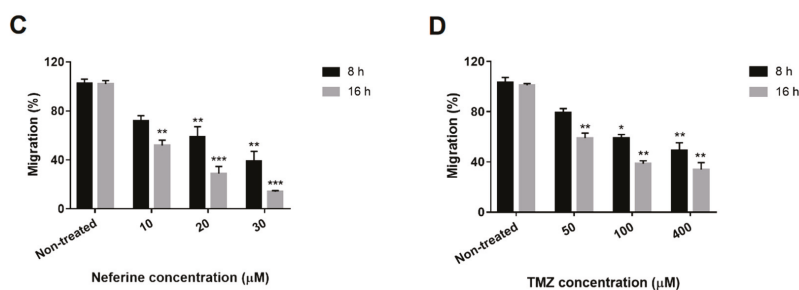 C
120
80
40
0
Migration (%)
8 h
16 h
**
**
***
**
***
Non-treated
10
20
30
Neferine concentration (μM)
D
120
80
40
0
Migration (%)
8 h
16 h
**
*
**
**
**
Non-treated
50
100
400
TMZ concentration (μM)